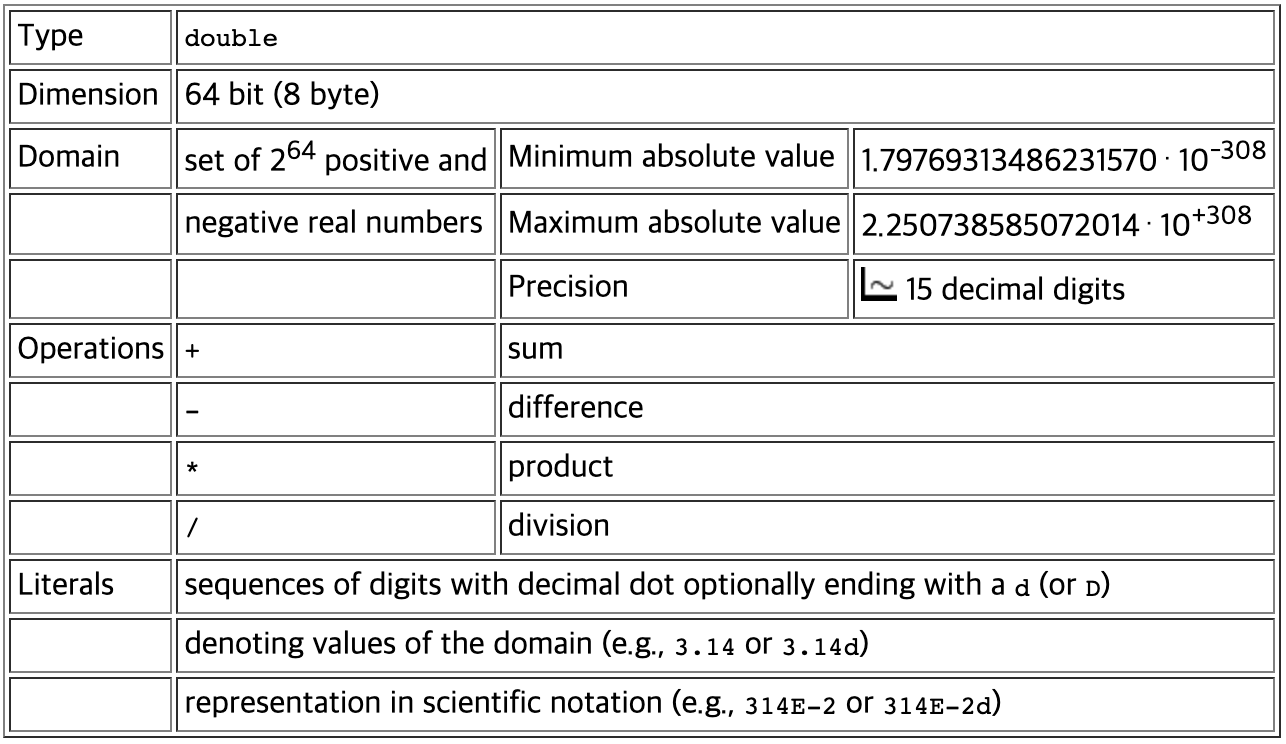 Type double
Dimension 64 bit (8 byte)
Domain set of 2^64 positive and Minimum absolute value 1.79769313486231570 · 10^−308
negative real numbers Maximum absolute value 2.250738585072014 · 10^+308
Precision ~ 15 decimal digits
Operations + sum
- difference
* product
/ division
Literals sequences of digits with decimal dot optionally ending with a d (or D)
denoting values of the domain (e.g., 3.14 or 3.14d)
representation in scientific notation (e.g., 314E-2 or 314E-2d)